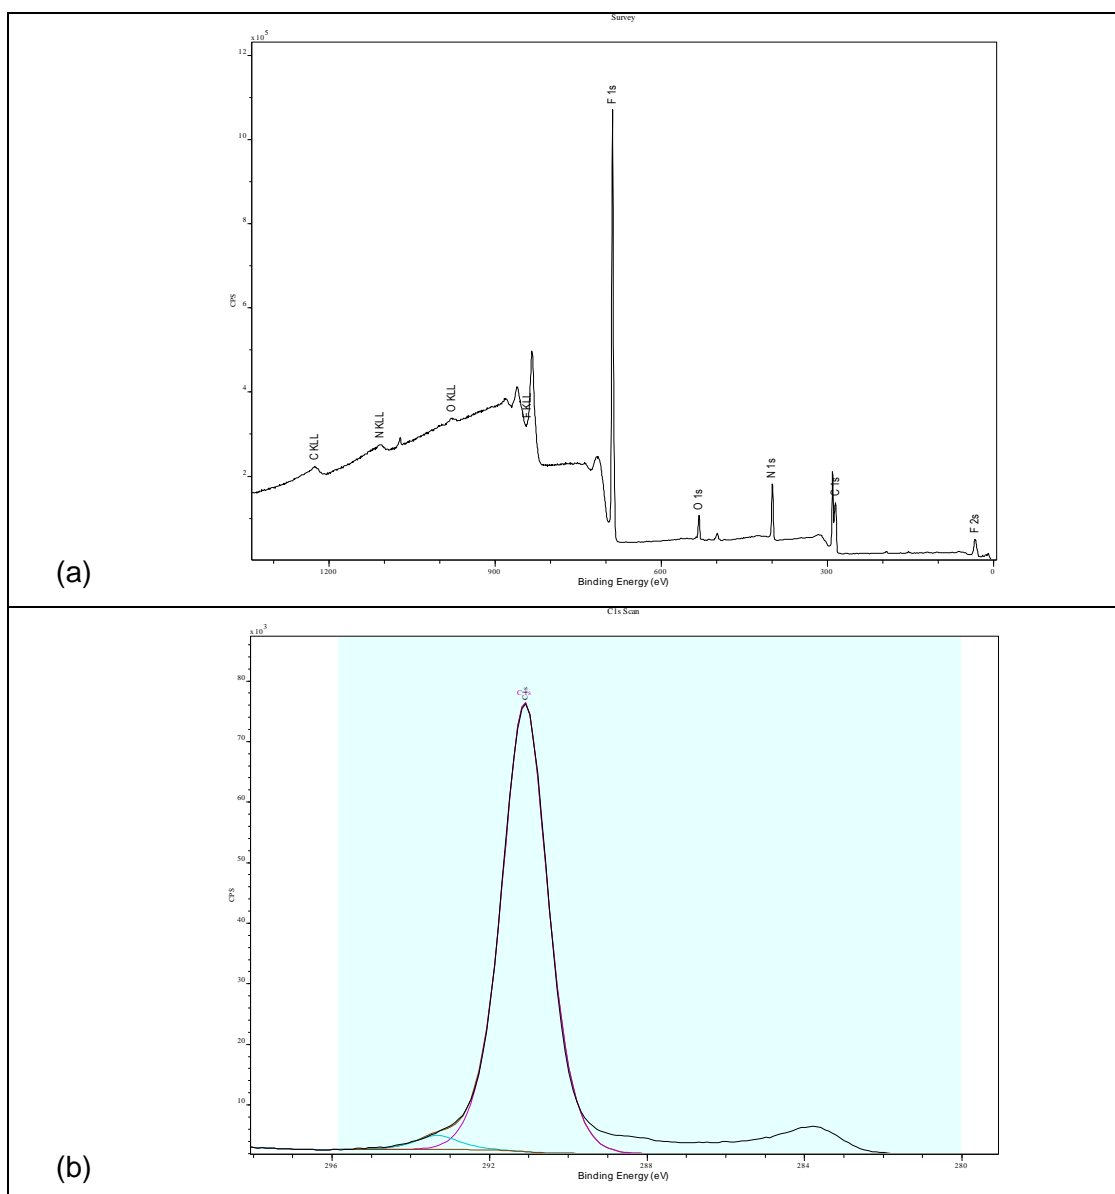 Survey
x 10^5
12
10
8
6
4
2
CPS
C KLL
N KLL
O KLL
F KLL
F 1s
O 1s
N 1s
C 1s
F 2s
1200 900 600 300 0
Binding Energy (eV)
(a)
C1s Scan
x 10^3
80
70
60
50
40
30
20
10
CPS
C 1s
296 292 288 284 280
Binding Energy (eV)
(b)